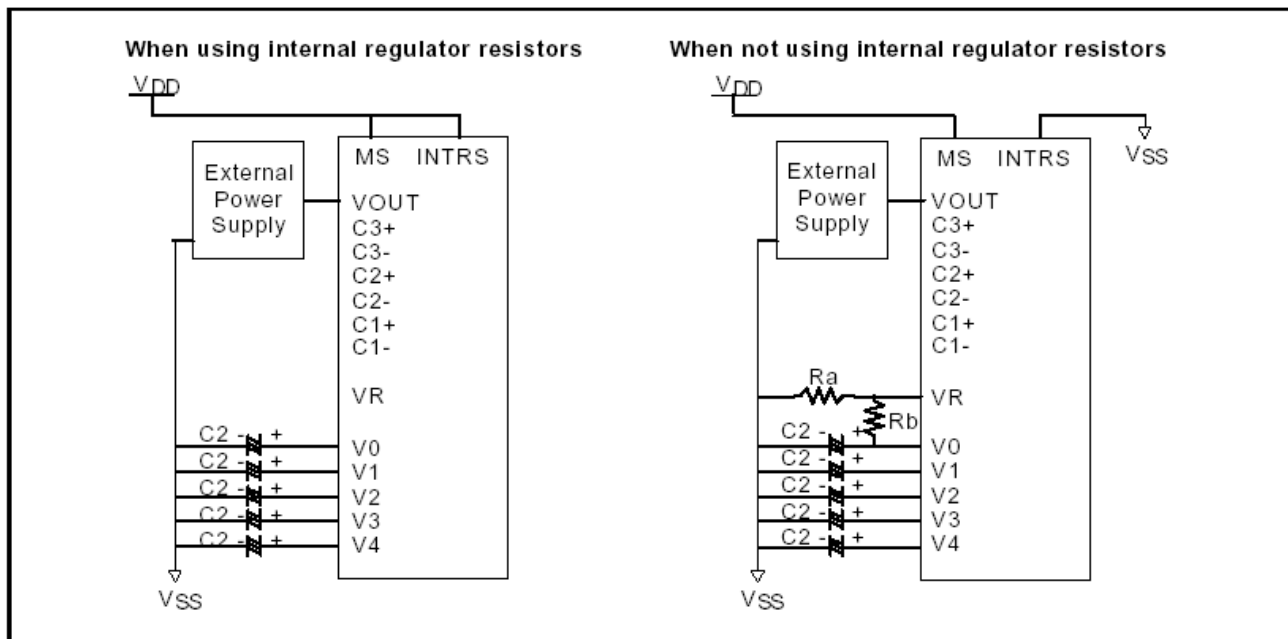 When using internal regulator resistors
VDD
MS INTRS
External
Power
Supply
VOUT
C3+
C3-
C2+
C2-
C1+
C1-
VR
C2 - + V0
C2 - + V1
C2 - + V2
C2 - + V3
C2 - + V4
VSS
When not using internal regulator resistors
VDD
MS INTRS
VSS
External
Power
Supply
VOUT
C3+
C3-
C2+
C2-
C1+
C1-
Ra
VR
Rb
C2 - + V0
C2 - + V1
C2 - + V2
C2 - + V3
C2 - + V4
VSS